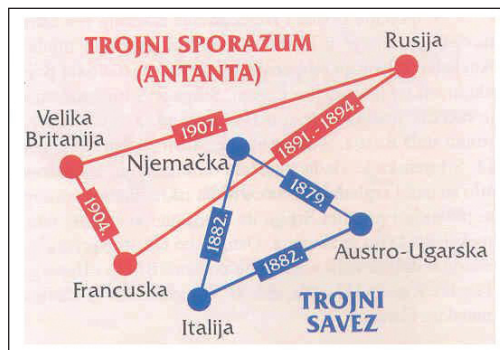 TROJNI SPORAZUM
(ANTANTA)
Rusija
Velika
Britanija
1907.
1891.-1894.
Njemačka
1904.
1879.
1882.
1882.
Austro-Ugarska
Francuska
Italija
TROJNI
SAVEZ